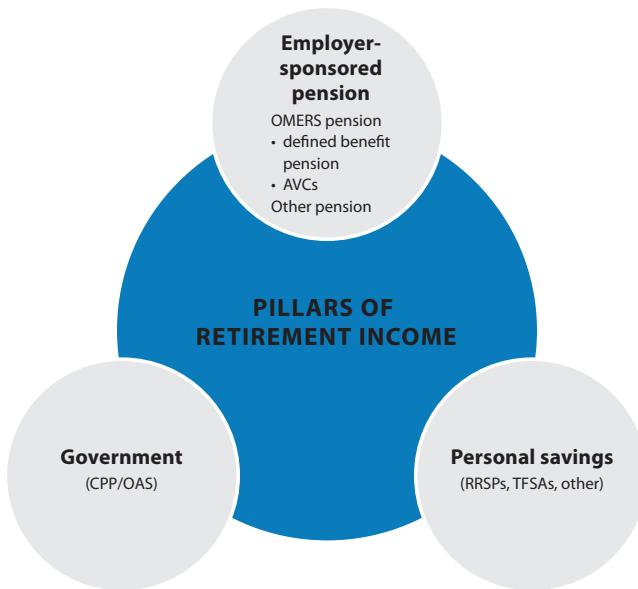 Employer-
sponsored
pension
OMERS pension
• defined benefit
pension
• AVCs
Other pension
PILLARS OF
RETIREMENT INCOME
Government
(CPP/OAS)
Personal savings
(RRSPs, TFSAs, other)